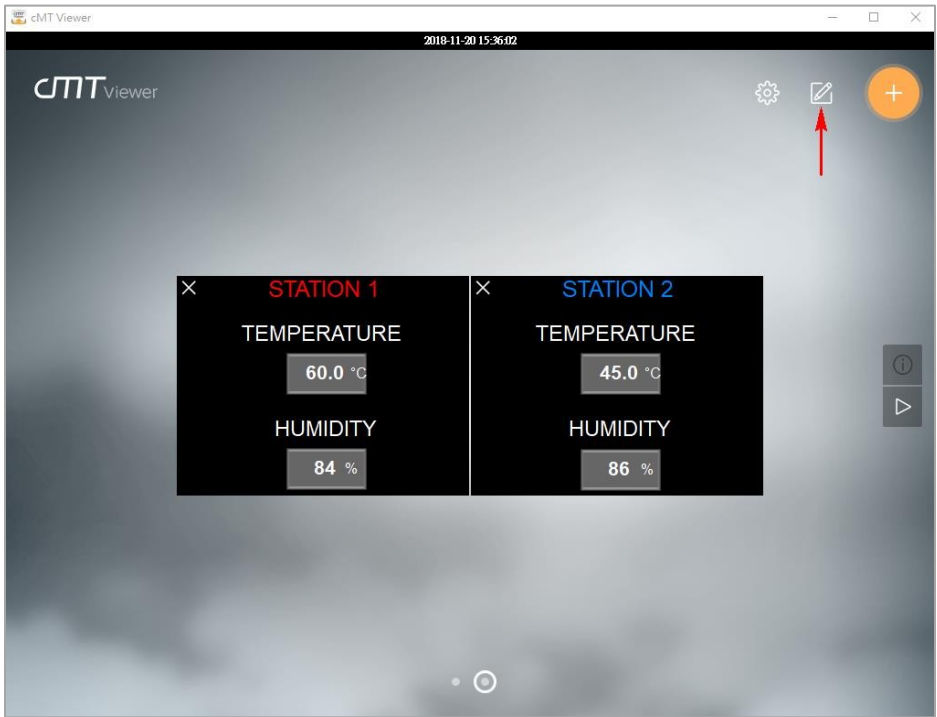 cMT Viewer
2018-11-20 15:36:02
cMT Viewer
STATION 1
TEMPERATURE
60.0 °C
HUMIDITY
84 %
STATION 2
TEMPERATURE
45.0 °C
HUMIDITY
86 %